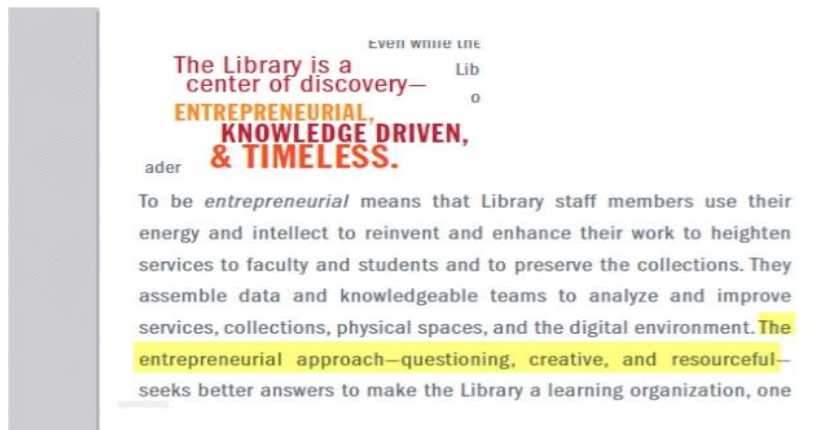 Even while the
The Library is a
Lib
center of discovery—
o
ENTREPRENEURIAL,
KNOWLEDGE DRIVEN,
& TIMELESS.
ader
To be entrepreneurial means that Library staff members use their
energy and intellect to reinvent and enhance their work to heighten
services to faculty and students and to preserve the collections. They
assemble data and knowledgeable teams to analyze and improve
services, collections, physical spaces, and the digital environment. The
entrepreneurial approach—questioning, creative, and resourceful—
seeks better answers to make the Library a learning organization, one